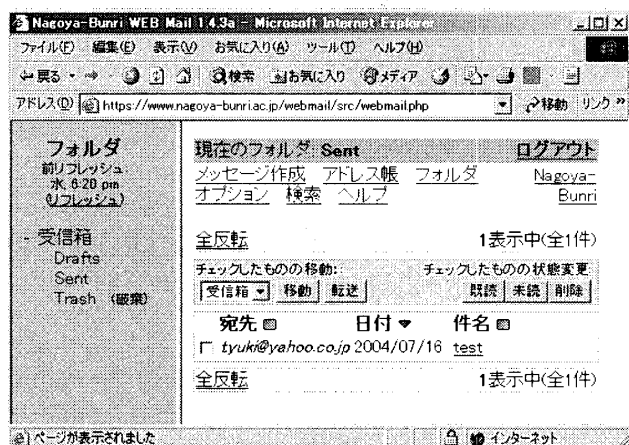 Nagoya-Bunri WEB Mail 1.4.3a - Microsoft Internet Explorer
ファイル(F) 編集(E) 表示(V) お気に入り(A) ツール(T) ヘルプ(H)
戻る 検索 お気に入り メディア
アドレス(D) https://www.nagoya-bunri.ac.jp/webmail/src/webmail.php 移動 リンク »
フォルダ
前リフレッシュ:
水, 6:20 pm
(リフレッシュ)
- 受信箱
Drafts
Sent
Trash (破棄)
現在のフォルダ: Sent ログアウト
メッセージ作成 アドレス帳 フォルダ Nagoya-
オプション 検索 ヘルプ Bunri
全反転 1表示中(全1件)
チェックしたものの移動: チェックしたものの状態変更
受信箱 移動 転送 既読 未読 削除
宛先 日付 件名
tyuki@yahoo.co.jp 2004/07/16 test
全反転 1表示中(全1件)
ページが表示されました インターネット